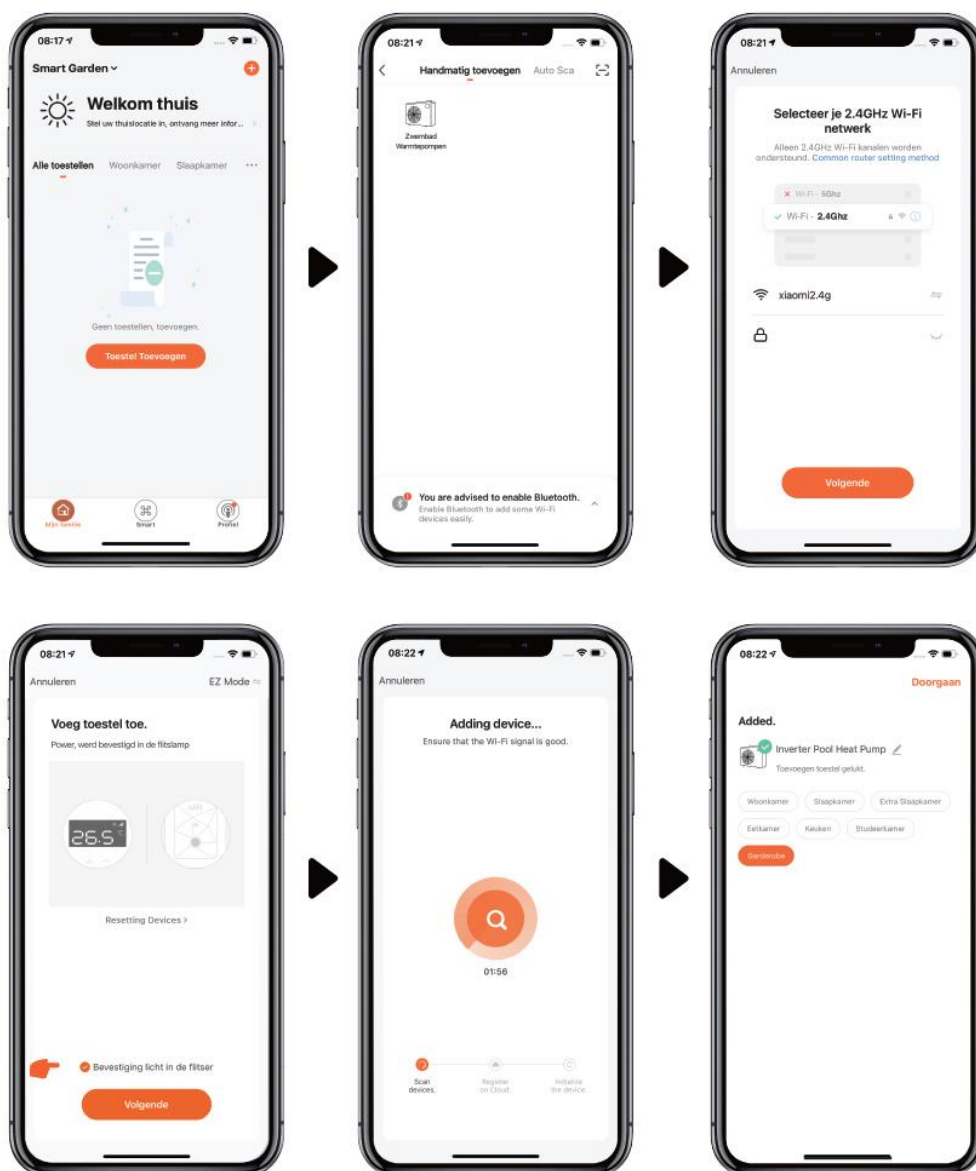 08:17
Smart Garden
Welkom thuis
Stel uw thuislocatie in, ontvang meer infor...
Alle toestellen Woonkamer Slaapkamer ...
Geen toestellen, toevoegen.
Toestel Toevoegen
Mijn familie Smart Profiel
08:21
Handmatig toevoegen Auto Sca
Zwembad
Warmtepompen
You are advised to enable Bluetooth.
Enable Bluetooth to add some Wi-Fi
devices easily.
08:21
Annuleren
Selecteer je 2.4GHz Wi-Fi
netwerk
Alleen 2.4GHz Wi-Fi kanalen worden
ondersteund. Common router setting method
Wi-Fi - 5Ghz
Wi-Fi - 2.4Ghz
xiaomi2.4g
Volgende
08:21
Annuleren EZ Mode
Voeg toestel toe.
Power, werd bevestigd in de flitslamp
26.5 °C
WiFi
Resetting Devices >
Bevestiging licht in de flitser
Volgende
08:22
Annuleren
Adding device...
Ensure that the Wi-Fi signal is good.
01:56
Scan
devices.
Register
on Cloud.
Initialize
the device.
08:22
Doorgaan
Added.
Inverter Pool Heat Pump
Toevoegen toestel gelukt.
Woonkamer Slaapkamer Extra Slaapkamer
Eetkamer Keuken Studeerkamer
Garderobe